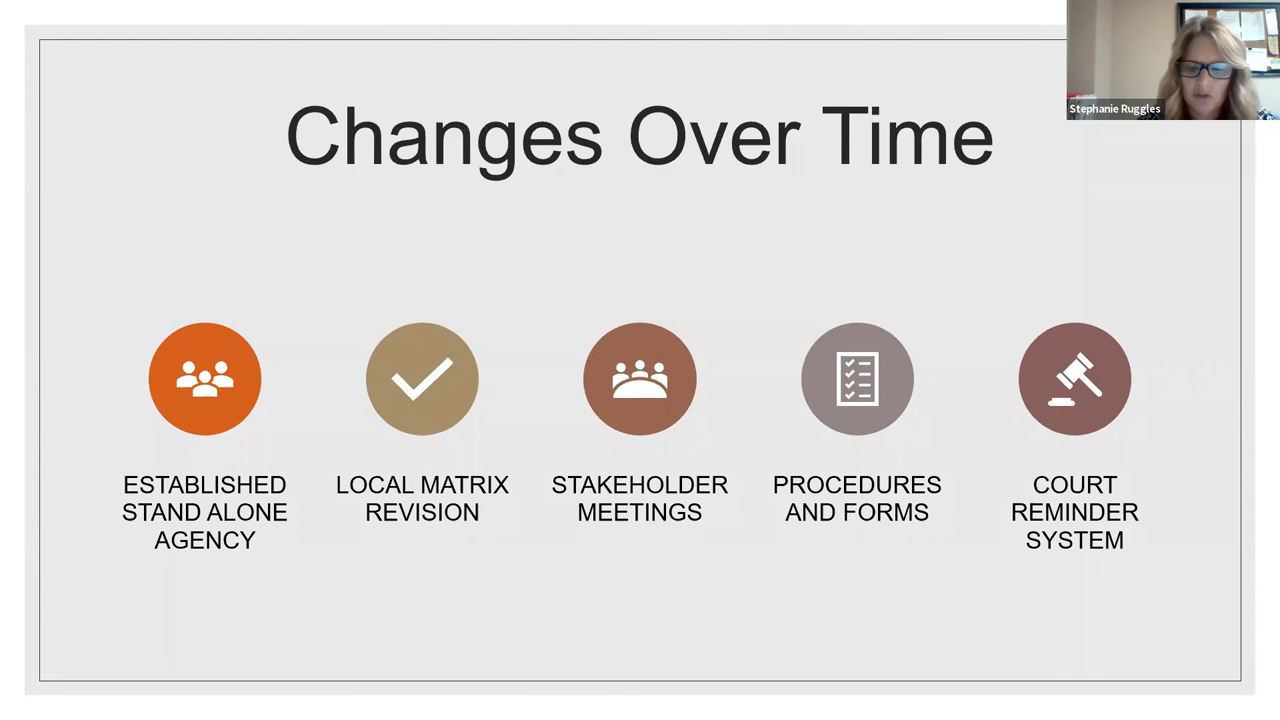 Changes Over Time
Stephanie Ruggles
ESTABLISHED
STAND ALONE
AGENCY
LOCAL MATRIX
REVISION
STAKEHOLDER
MEETINGS
PROCEDURES
AND FORMS
COURT
REMINDER
SYSTEM